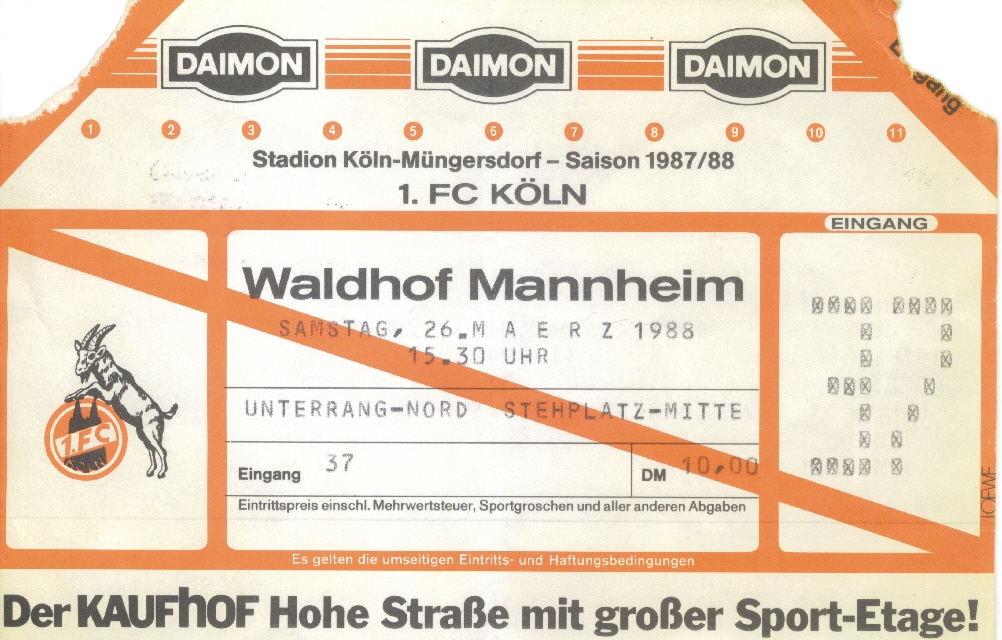 DAIMON DAIMON DAIMON
1 2 3 4 5 6 7 8 9 10 11
Stadion Köln-Müngersdorf – Saison 1987/88
1. FC KÖLN
EINGANG
Waldhof Mannheim
SAMSTAG, 26.M A E R Z 1988
15.30 UHR
37
UNTERRANG-NORD STEHPLATZ-MITTE
1.FC
Eingang 37 DM 10,00
Eintrittspreis einschl. Mehrwertsteuer, Sportgroschen und aller anderen Abgaben
Es gelten die umseitigen Eintritts- und Haftungsbedingungen
Der KAUFhOF Hohe Straße mit großer Sport-Etage!